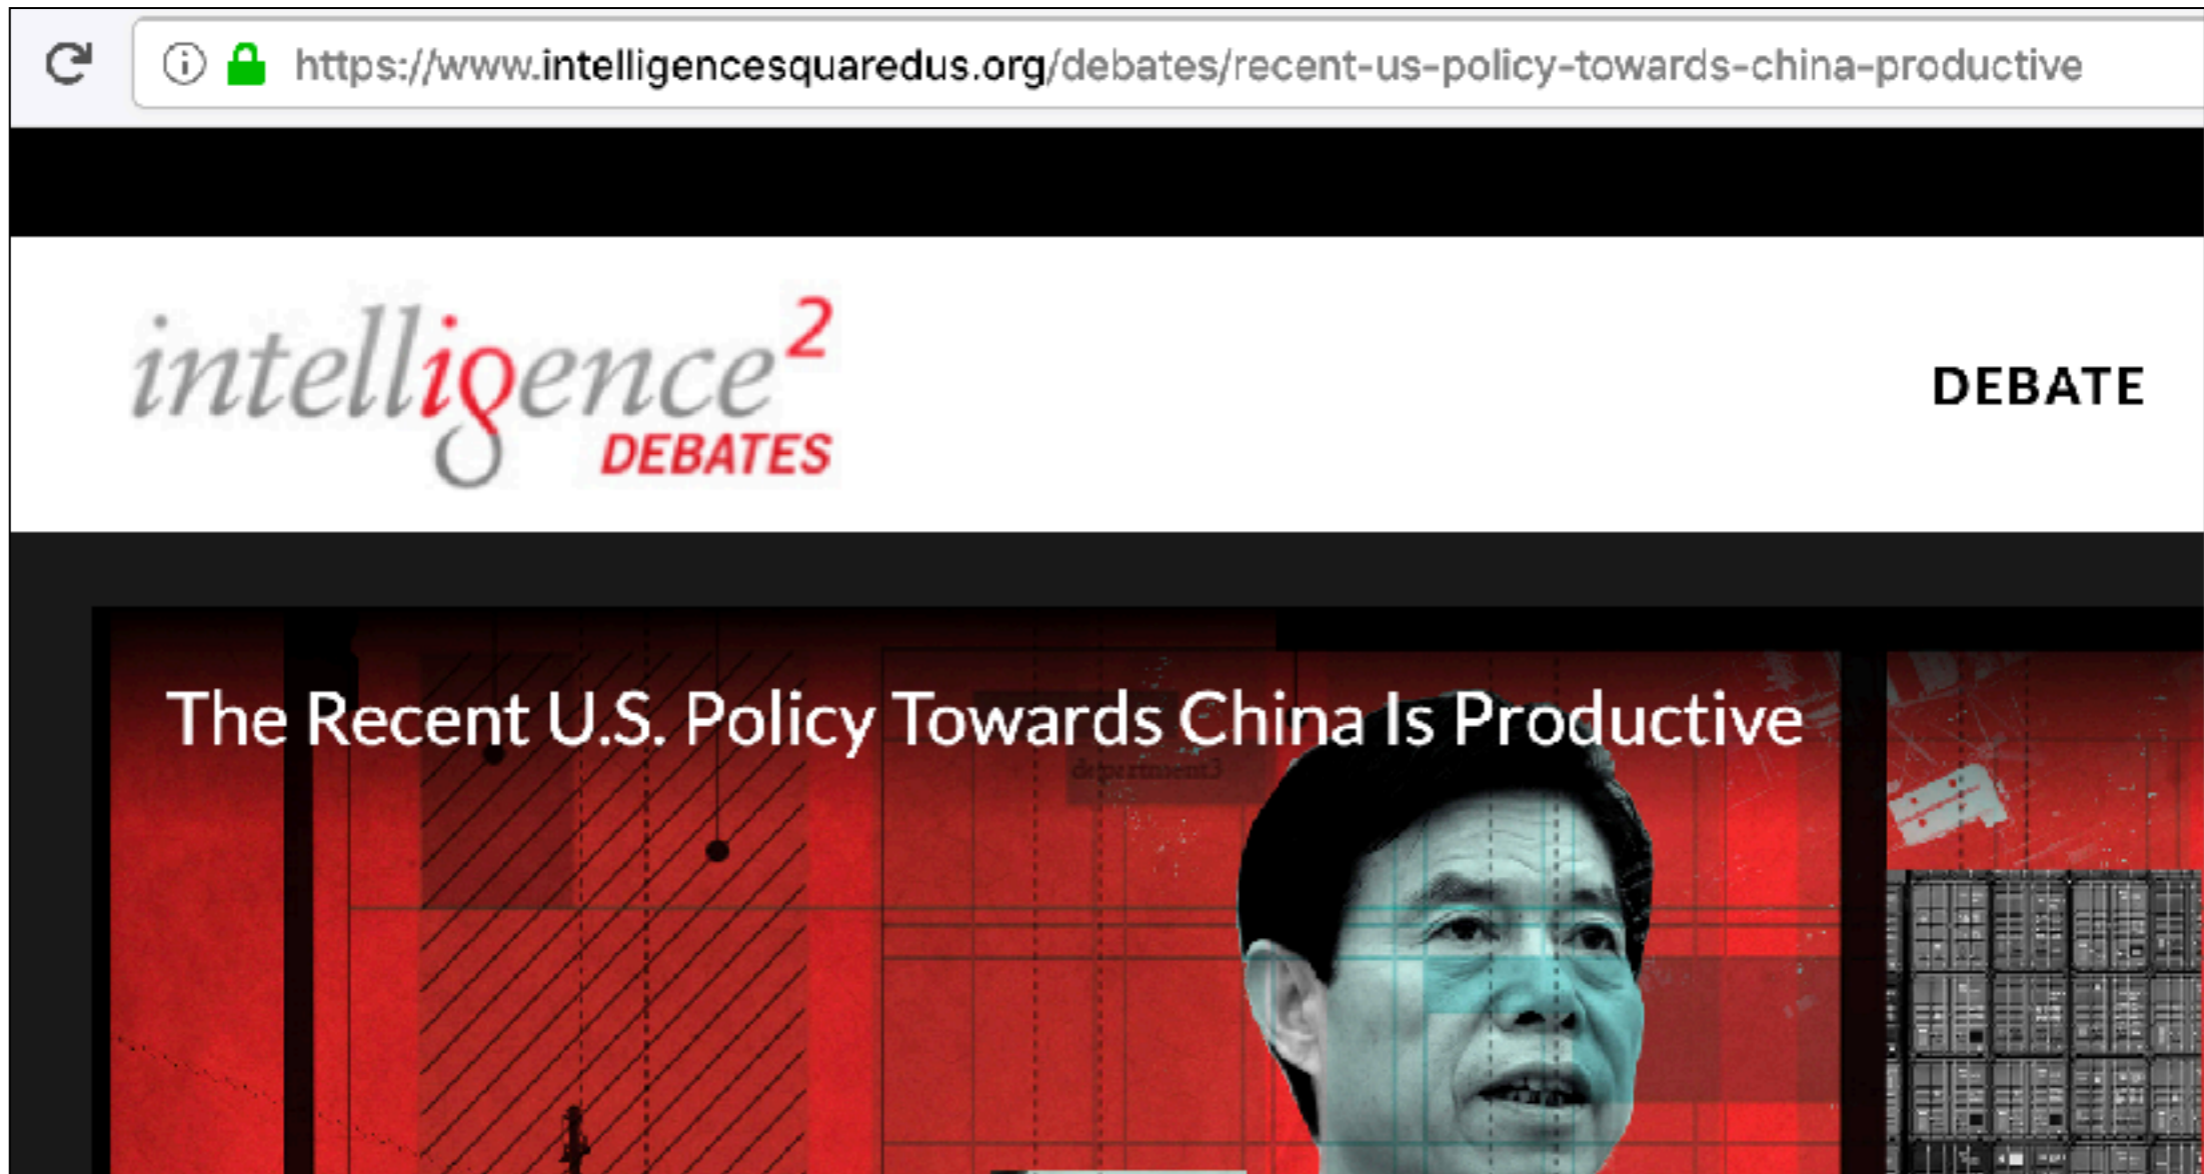 https://www.intelligencesquaredus.org/debates/recent-us-policy-towards-china-productive
intelligence2
DEBATES
DEBATE
The Recent U.S. Policy Towards China Is Productive
department3